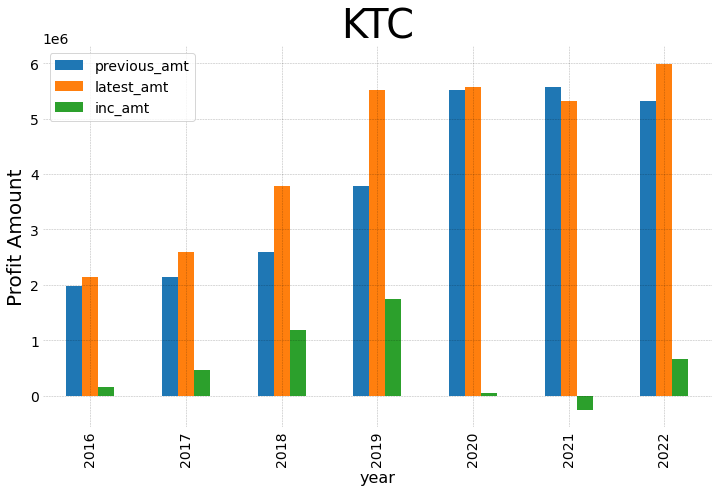 KTC
1e6
previous_amt
latest_amt
inc_amt
6
5
4
3
2
1
0
Profit Amount
2016
2017
2018
2019
2020
2021
2022
year